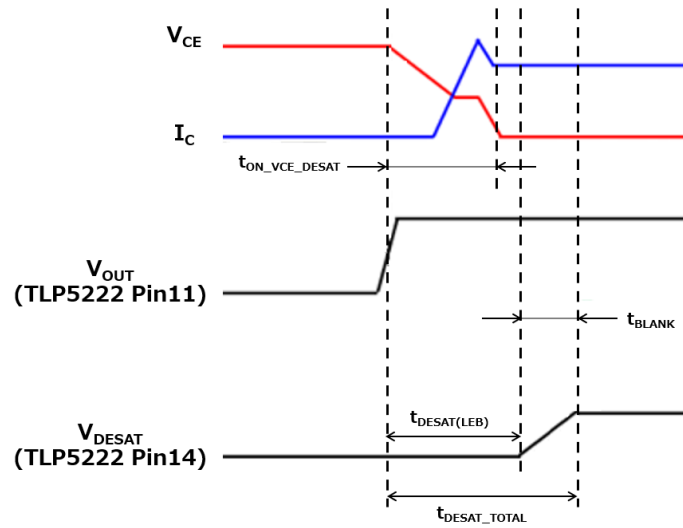 VCE
IC
tON_VCE_DESAT
VOUT
(TLP5222 Pin11)
tBLANK
tDESAT(LEB)
VDESAT
(TLP5222 Pin14)
tDESAT_TOTAL